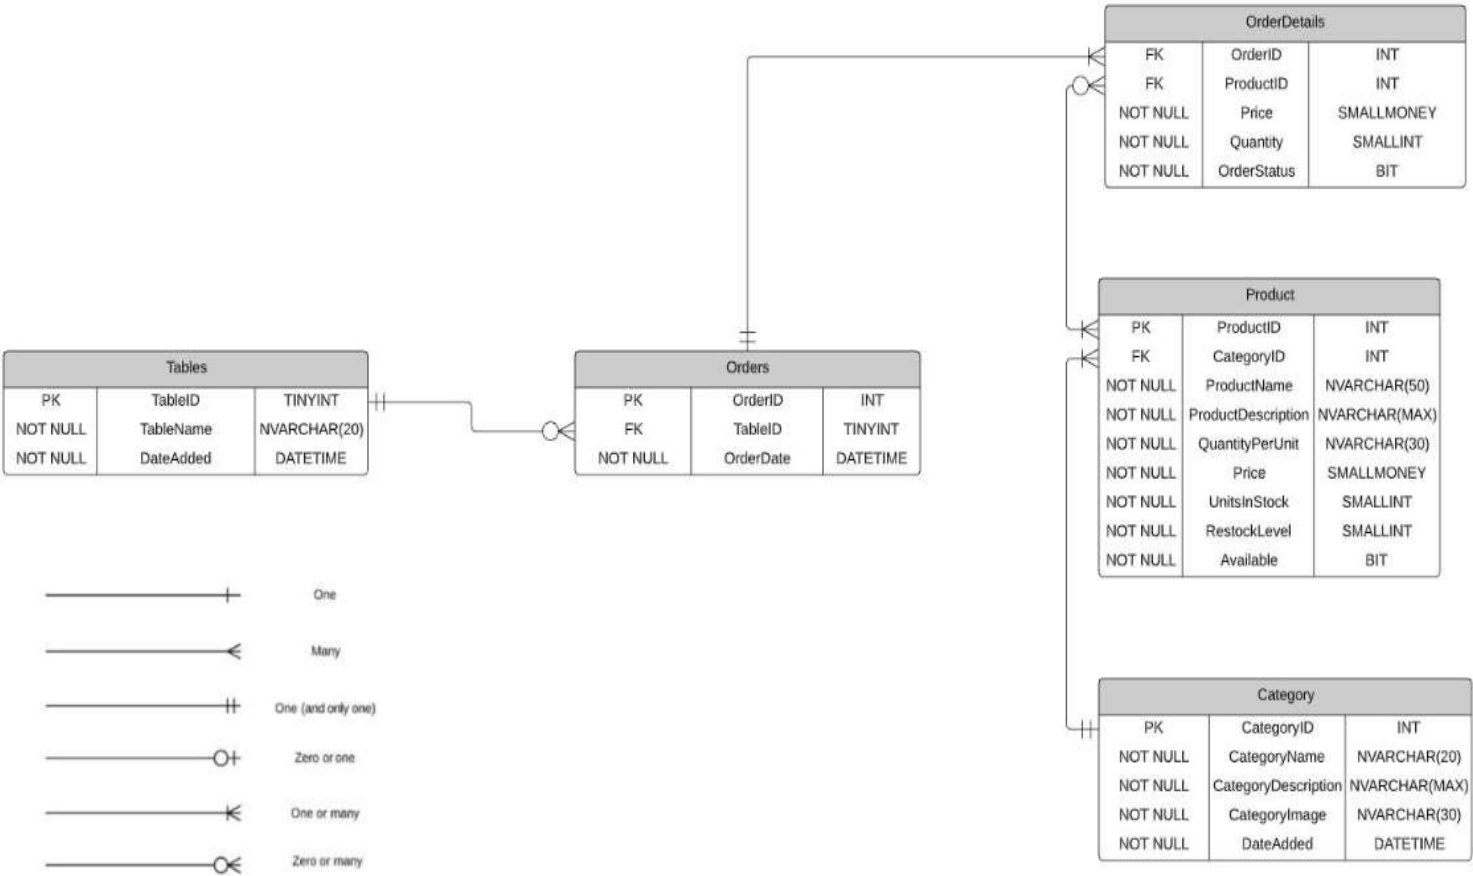 OrderDetails
FK OrderID INT
FK ProductID INT
NOT NULL Price SMALLMONEY
NOT NULL Quantity SMALLINT
NOT NULL OrderStatus BIT
Product
PK ProductID INT
FK CategoryID INT
NOT NULL ProductName NVARCHAR(50)
NOT NULL ProductDescription NVARCHAR(MAX)
NOT NULL QuantityPerUnit NVARCHAR(30)
NOT NULL Price SMALLMONEY
NOT NULL UnitsInStock SMALLINT
NOT NULL RestockLevel SMALLINT
NOT NULL Available BIT
Tables
PK TableID TINYINT
NOT NULL TableName NVARCHAR(20)
NOT NULL DateAdded DATETIME
Orders
PK OrderID INT
FK TableID TINYINT
NOT NULL OrderDate DATETIME
One
Many
One (and only one)
Zero or one
One or many
Zero or many
Category
PK CategoryID INT
NOT NULL CategoryName NVARCHAR(20)
NOT NULL CategoryDescription NVARCHAR(MAX)
NOT NULL CategoryImage NVARCHAR(30)
NOT NULL DateAdded DATETIME